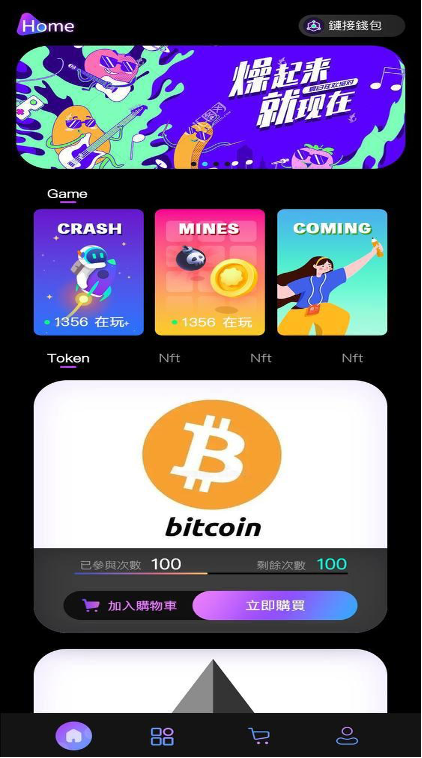 Home
鏈接錢包
燥起来
就现在
Game
CRASH
MINES
COMING
1356 在玩
1356 在玩
Token Nft Nft Nft
bitcoin
已參與次數 100 剩餘次數 100
加入購物車 立即購買